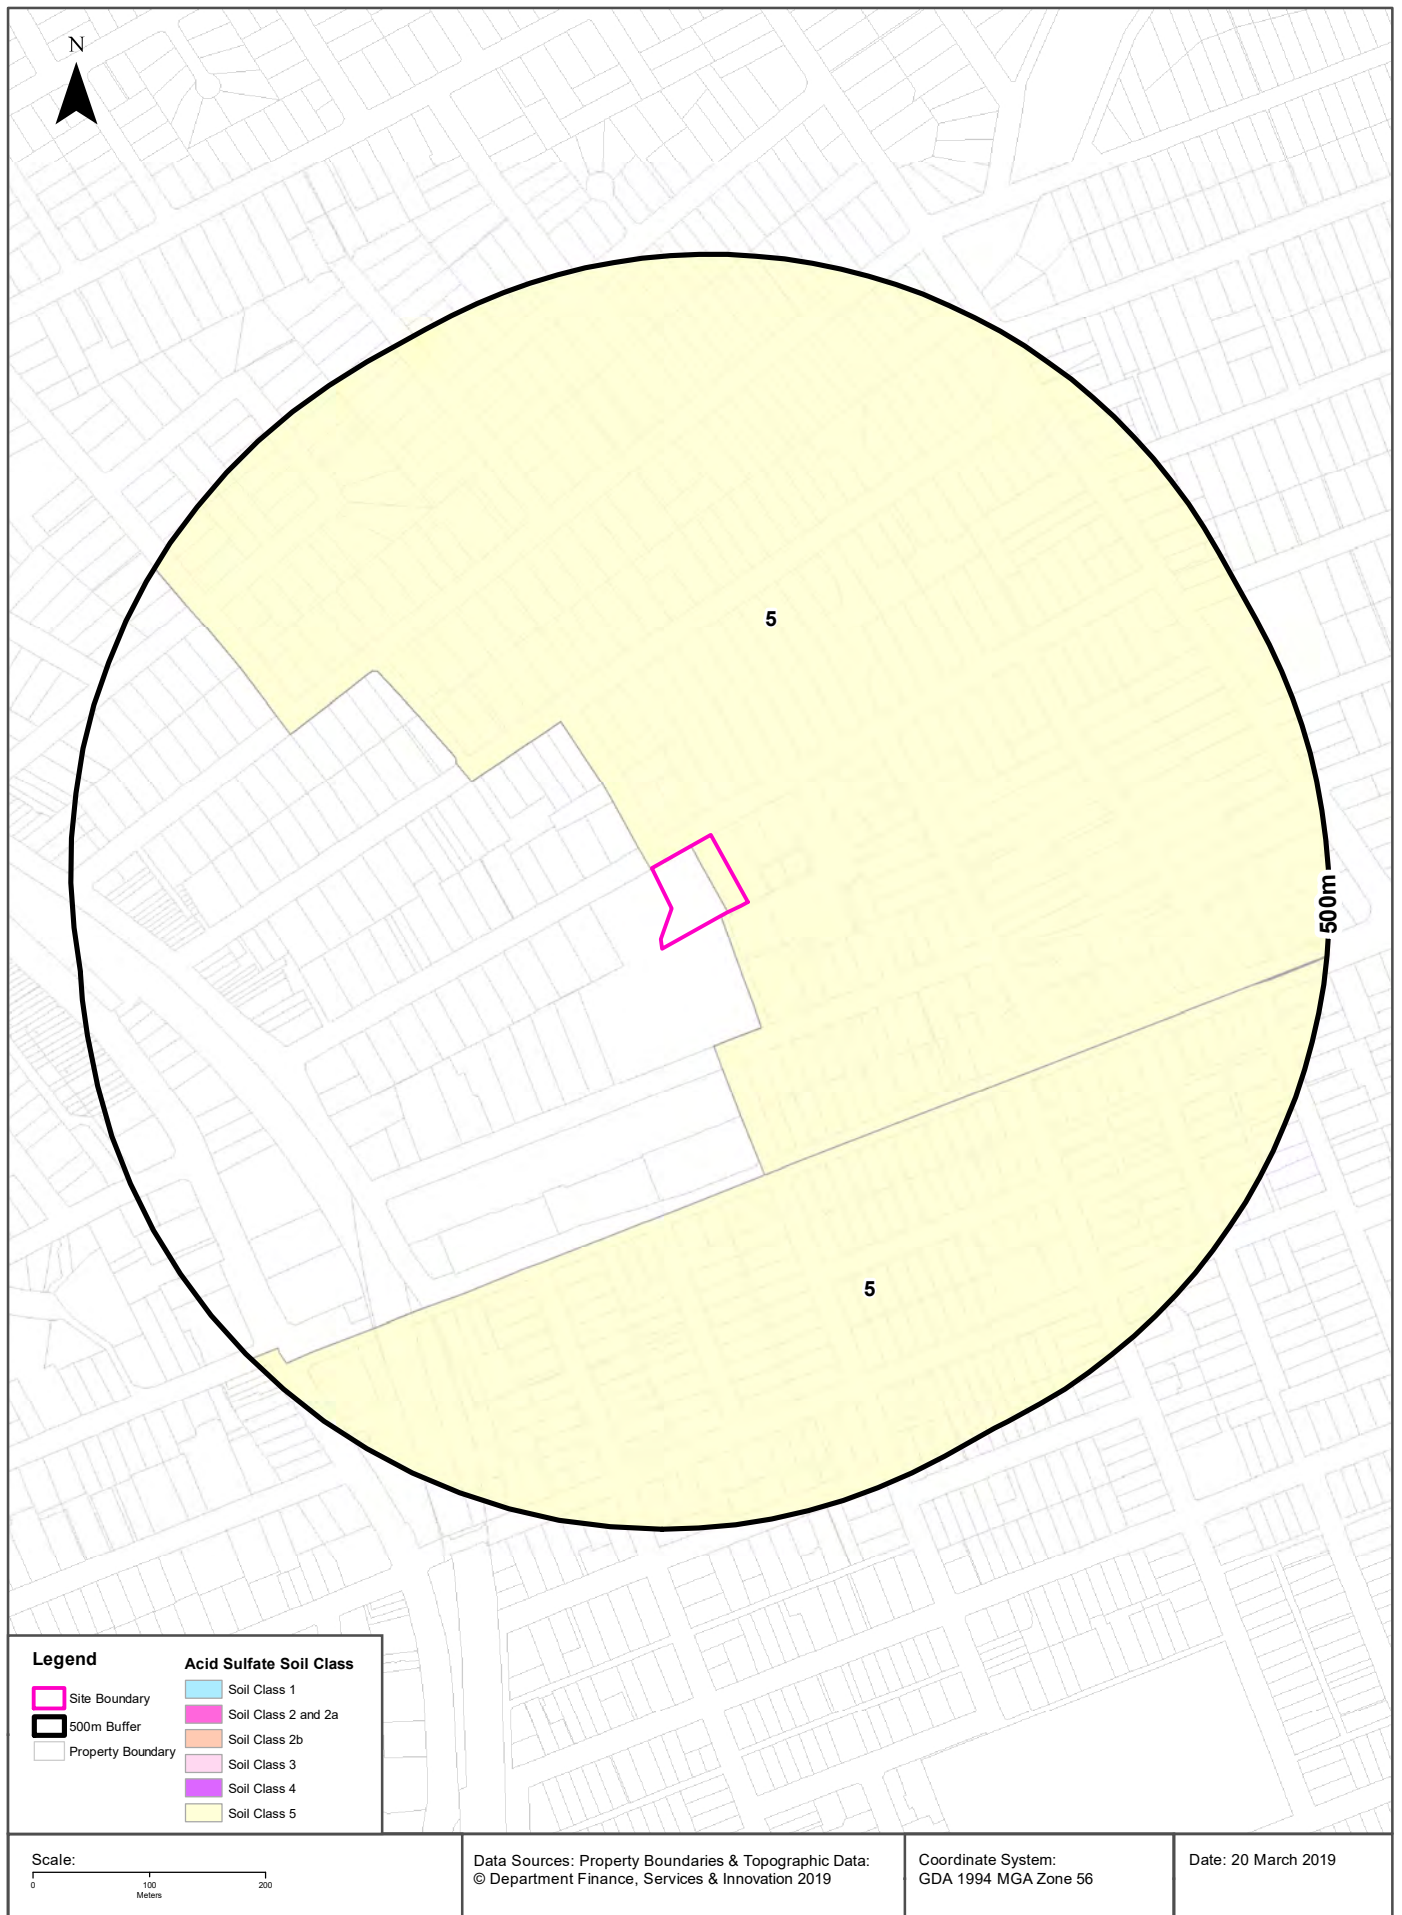 N
5
500m
5
Legend
Site Boundary
500m Buffer
Property Boundary
Acid Sulfate Soil Class
Soil Class 1
Soil Class 2 and 2a
Soil Class 2b
Soil Class 3
Soil Class 4
Soil Class 5
Scale:
0 100 200
Meters
Data Sources: Property Boundaries & Topographic Data:
© Department Finance, Services & Innovation 2019
Coordinate System:
GDA 1994 MGA Zone 56
Date: 20 March 2019